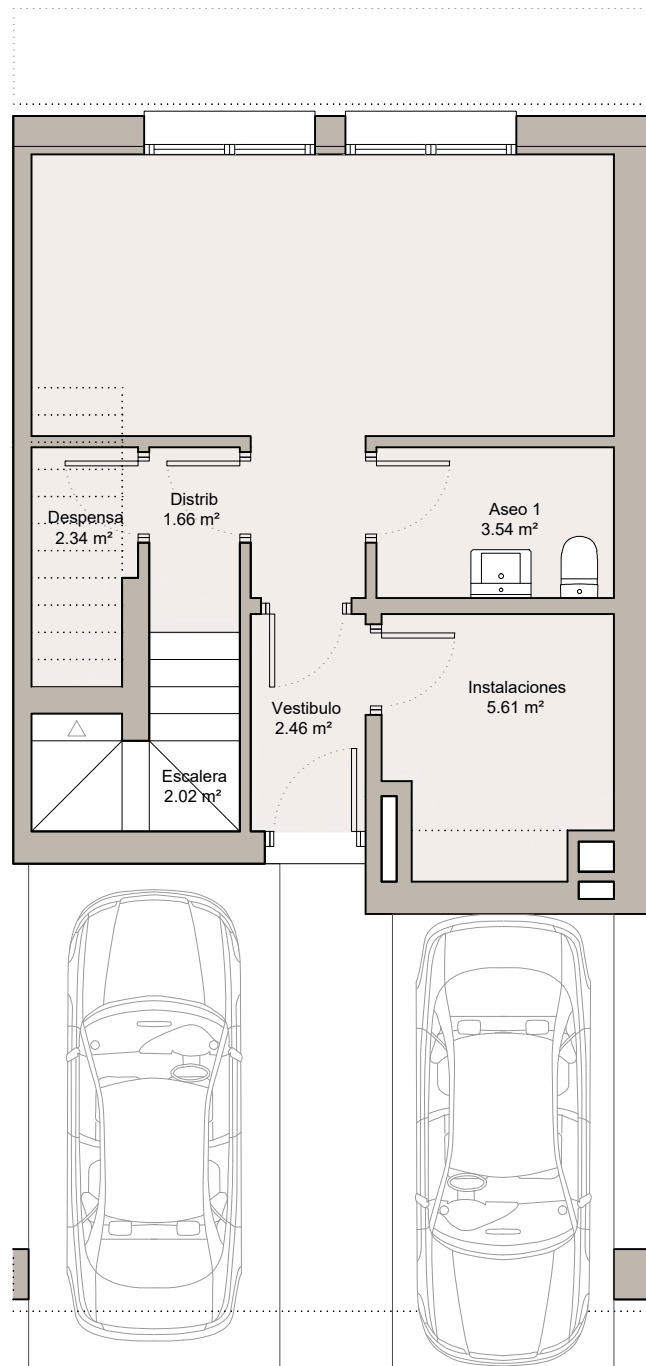 Distrib
1.66 m²
Despensa
2.34 m²
Aseo 1
3.54 m²
Instalaciones
5.61 m²
Vestibulo
2.46 m²
Escalera
2.02 m²